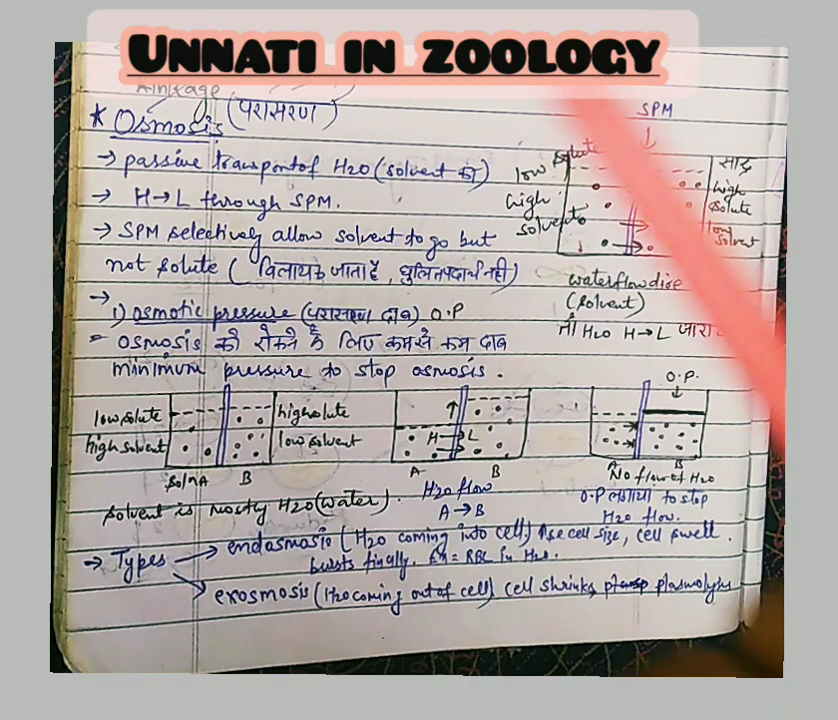 UNNATI IN ZOOLOGY
* Osmosis (परासरण)
→ passive transport of H2O (solvent का)
→ H→L through SPM.
→ SPM selectively allow solvent to go but
not solute ( विलायक जाता है , घुलित पदार्थ नही )
→
1) osmotic pressure (परासरण दाब) O.P
= osmosis को रोकने के लिए कमसे कम दाब
minimum pressure to stop osmosis .
SPM
low solute
high
solvent
सांद्र
high
solute
low
solvent
water flow dire
(Solvent)
H2O H→L
low solute
high solvent
high solute
low solvent
soln A
B
H→L
A
B
H2O flow
A→B
O.P.
B
No flow of H2O
O.P लगाया to stop
H2O flow.
solvent is mostly H2O (water) .
→ Types → endosmosis (H2O coming into cell) cell size, cell swell .
bursts finally. Ex = RBC in H2O.
→ exosmosis (H2O coming out of cell) cell shrinks, plasmolysis